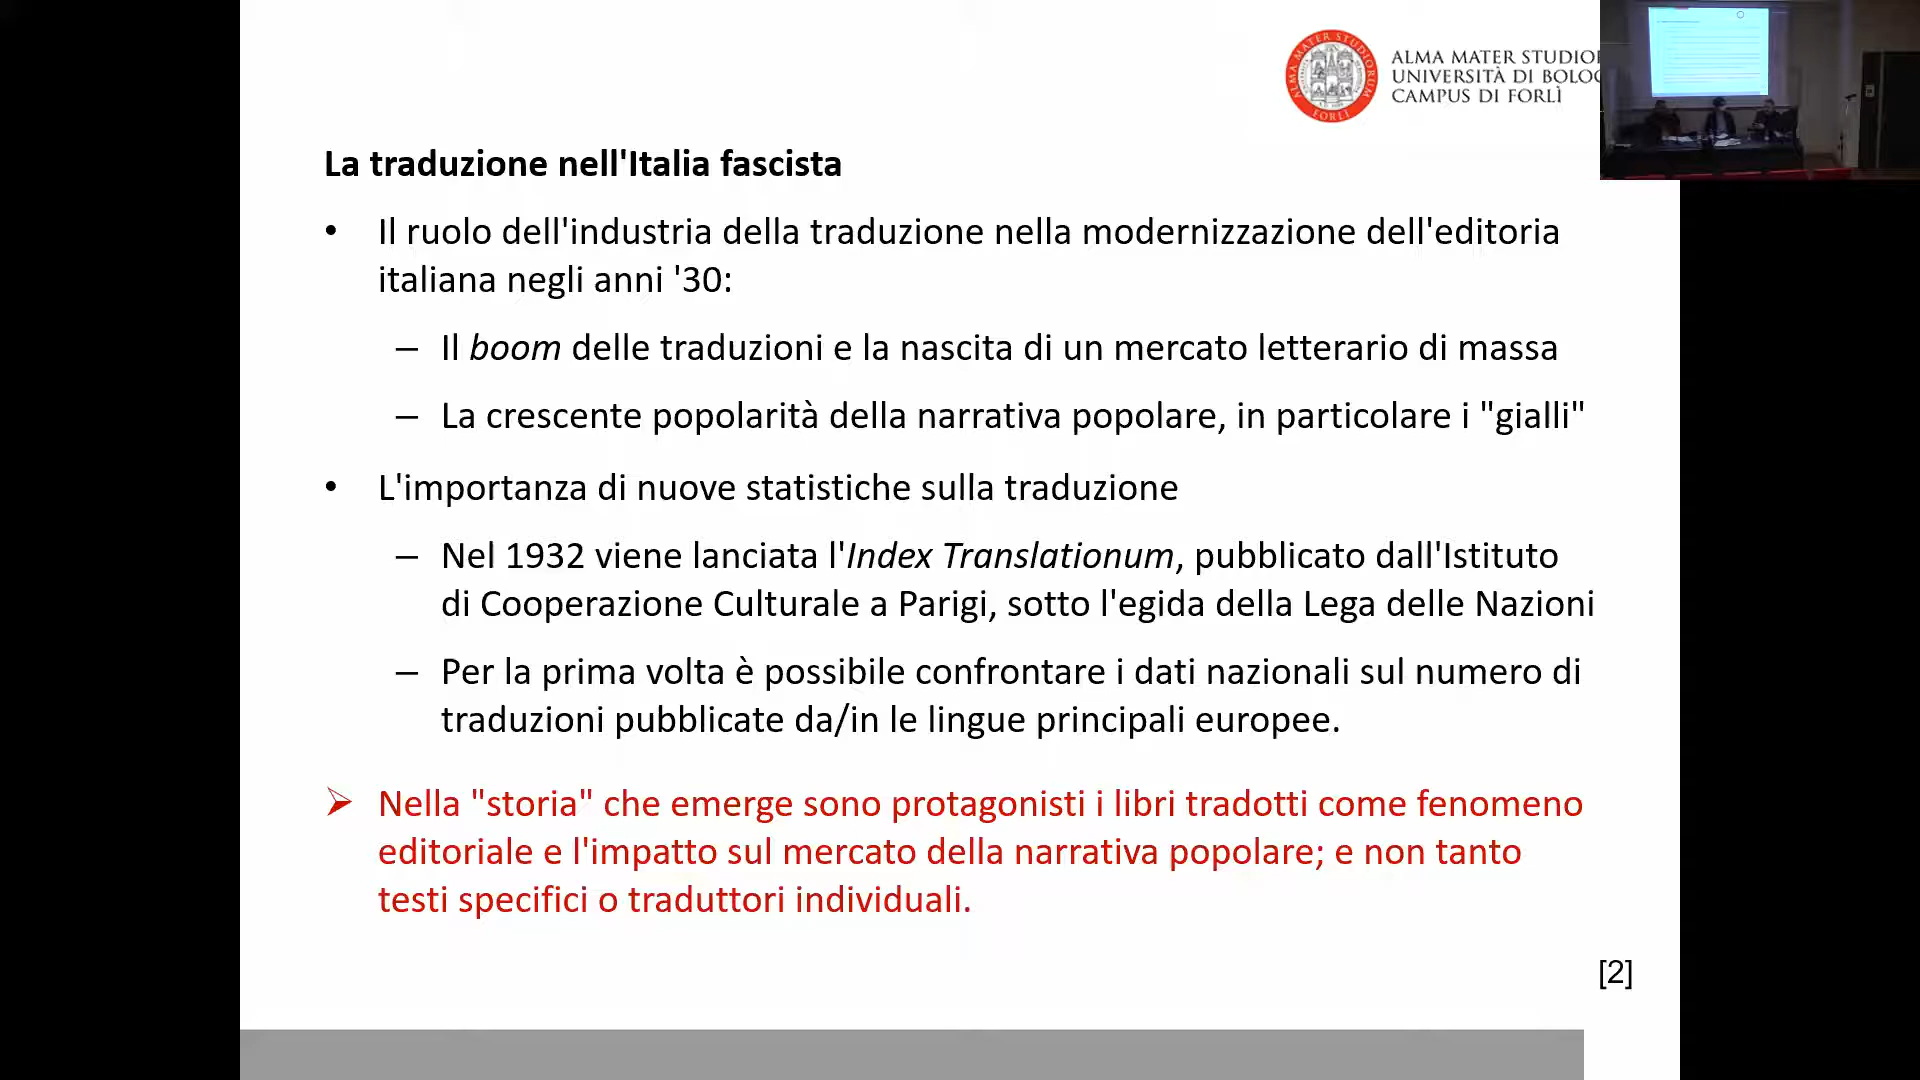 ALMA MATER STUDIO
UNIVERSITÀ DI BOLOG
CAMPUS DI FORLÌ
ALMA MATER STUDIORUM
FORLÌ
La traduzione nell'Italia fascista
• Il ruolo dell'industria della traduzione nella modernizzazione dell'editoria
italiana negli anni '30:
– Il boom delle traduzioni e la nascita di un mercato letterario di massa
– La crescente popolarità della narrativa popolare, in particolare i "gialli"
• L'importanza di nuove statistiche sulla traduzione
– Nel 1932 viene lanciata l'Index Translationum, pubblicato dall'Istituto
di Cooperazione Culturale a Parigi, sotto l'egida della Lega delle Nazioni
– Per la prima volta è possibile confrontare i dati nazionali sul numero di
traduzioni pubblicate da/in le lingue principali europee.
➢ Nella "storia" che emerge sono protagonisti i libri tradotti come fenomeno
editoriale e l'impatto sul mercato della narrativa popolare; e non tanto
testi specifici o traduttori individuali.
[2]